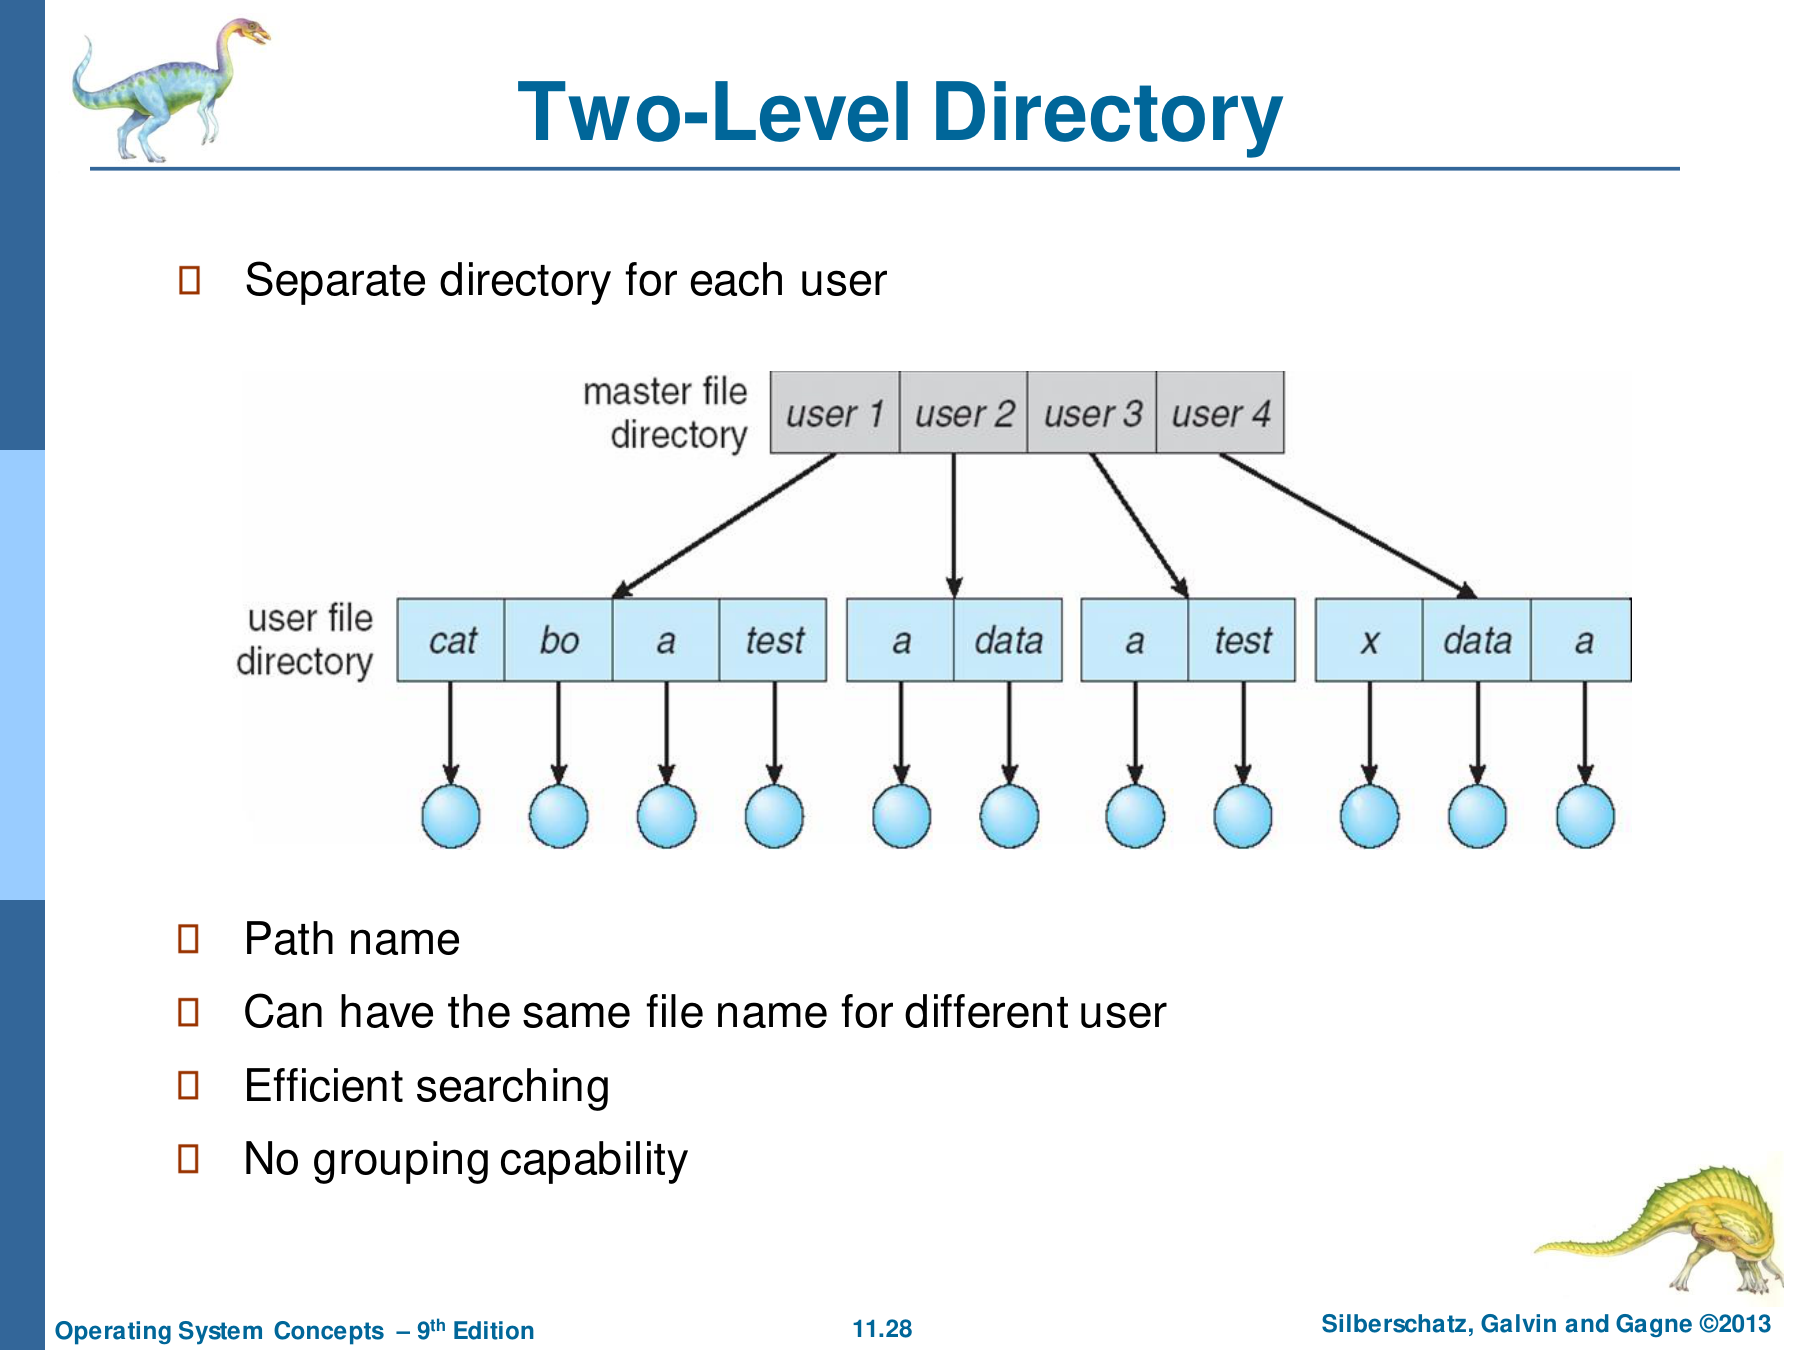 Two-Level Directory
Separate directory for each user
master file
directory
user 1 user 2 user 3 user 4
user file
directory
cat bo a test a data a test x data a
Path name
Can have the same file name for different user
Efficient searching
No grouping capability
Operating System Concepts – 9th Edition
11.28
Silberschatz, Galvin and Gagne ©2013